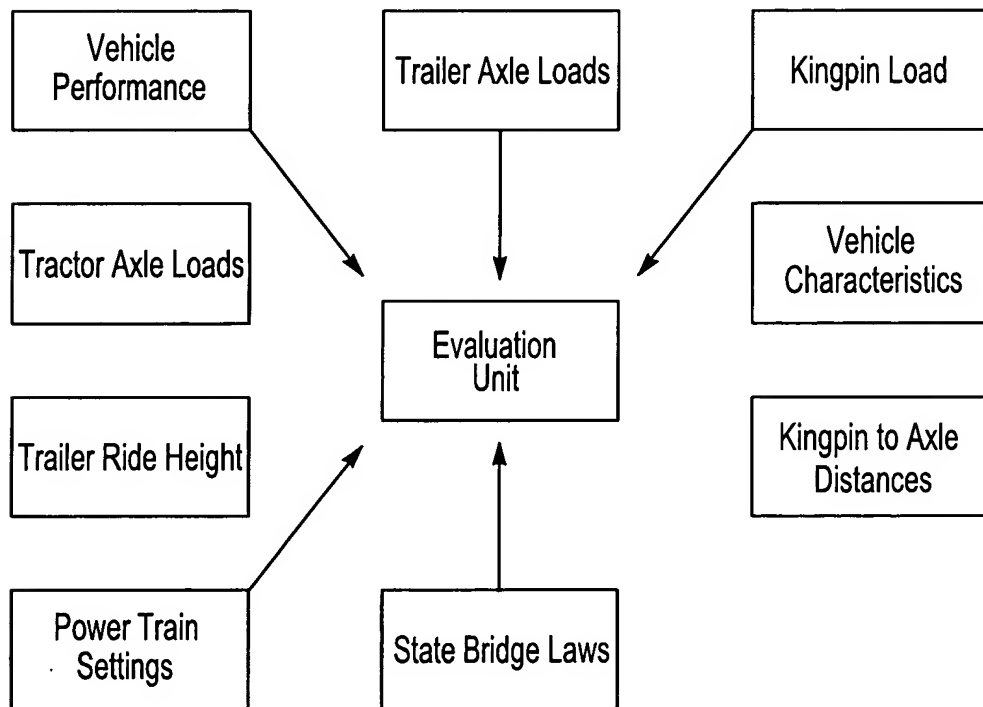 Vehicle
Performance
Trailer Axle Loads
Kingpin Load
Tractor Axle Loads
Vehicle
Characteristics
Evaluation
Unit
Trailer Ride Height
Kingpin to Axle
Distances
Power Train
Settings
State Bridge Laws